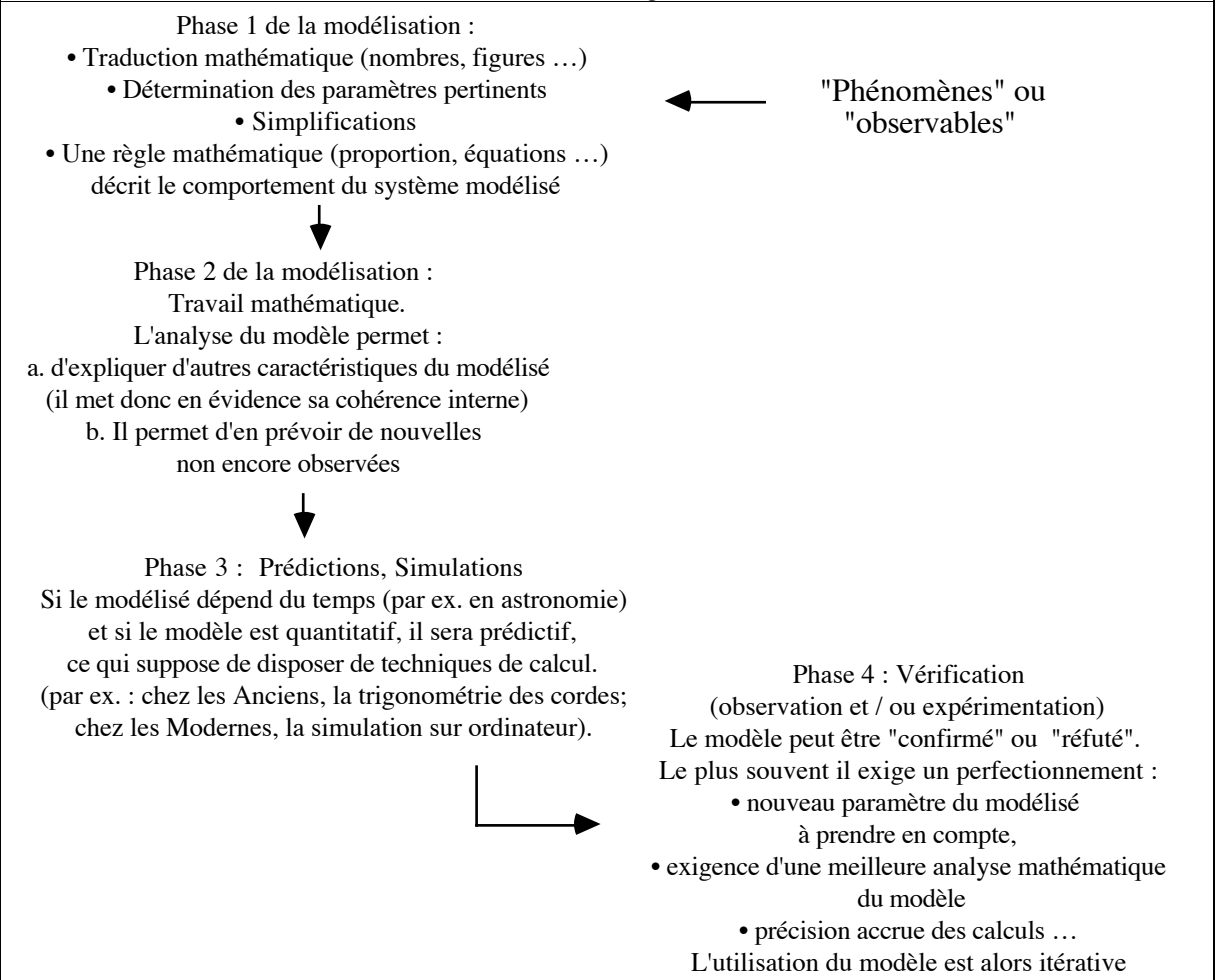 Phase 1 de la modélisation :
• Traduction mathématique (nombres, figures …)
• Détermination des paramètres pertinents
• Simplifications
• Une règle mathématique (proportion, équations …)
décrit le comportement du système modélisé
"Phénomènes" ou
"observables"
Phase 2 de la modélisation :
Travail mathématique.
L'analyse du modèle permet :
a. d'expliquer d'autres caractéristiques du modélisé
(il met donc en évidence sa cohérence interne)
b. Il permet d'en prévoir de nouvelles
non encore observées
Phase 3 : Prédictions, Simulations
Si le modélisé dépend du temps (par ex. en astronomie)
et si le modèle est quantitatif, il sera prédictif,
ce qui suppose de disposer de techniques de calcul.
(par ex. : chez les Anciens, la trigonométrie des cordes;
chez les Modernes, la simulation sur ordinateur).
Phase 4 : Vérification
(observation et / ou expérimentation)
Le modèle peut être "confirmé" ou "réfuté".
Le plus souvent il exige un perfectionnement :
• nouveau paramètre du modélisé
à prendre en compte,
• exigence d'une meilleure analyse mathématique
du modèle
• précision accrue des calculs …
L'utilisation du modèle est alors itérative